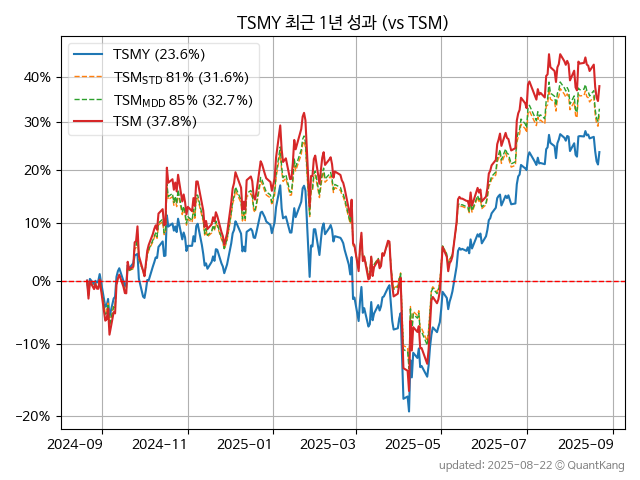 TSMY 최근 1년 성과 (vs TSM)
TSMY (23.6%)
TSM_STD 81% (31.6%)
TSM_MDD 85% (32.7%)
TSM (37.8%)
40%
30%
20%
10%
0%
−10%
−20%
2024−09 2024−11 2025−01 2025−03 2025−05 2025−07 2025−09
updated: 2025-08-22 © QuantKang